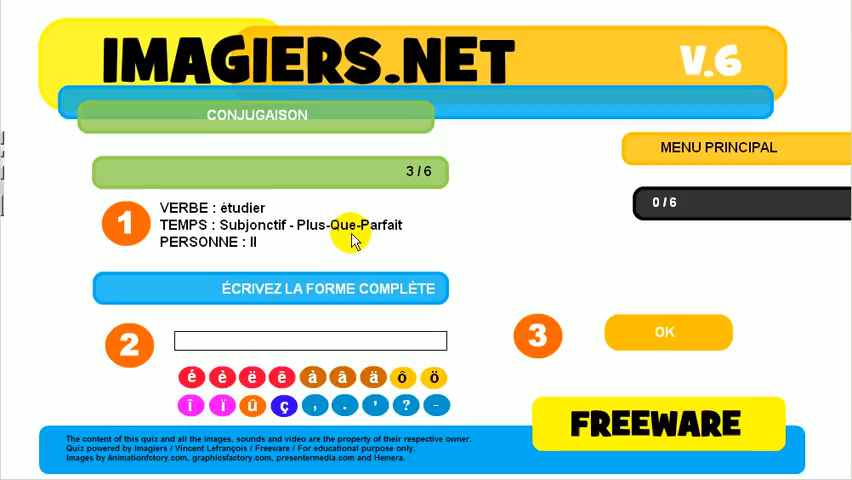 IMAGIERS.NET
V.6
CONJUGAISON
MENU PRINCIPAL
3 / 6
0 / 6
1
VERBE : étudier
TEMPS : Subjonctif - Plus-Que-Parfait
PERSONNE : Il
ÉCRIVEZ LA FORME COMPLÈTE
2
3
OK
é è ë ê à â ä ô ö
î ï û ç , . ' ? -
FREEWARE
The content of this quiz and all the images, sounds and video are the property of their respective owner.
Quiz powered by Imagiers / Vincent Lefrançois / Freeware / For educational purpose only.
Images by Animationfctory.com, graphicsfactory.com, presentermedia.com and Hemera.